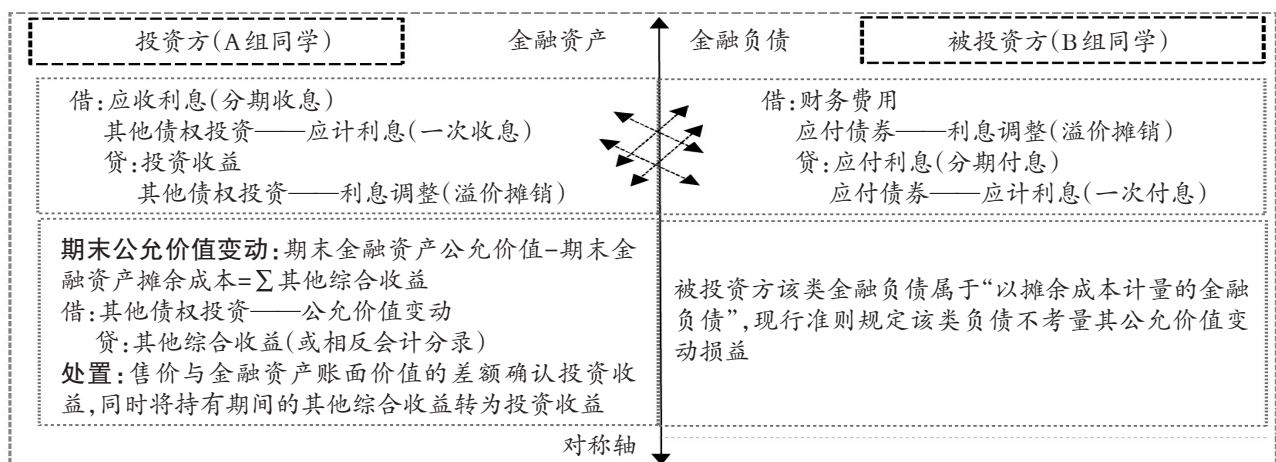 投资方(A组同学)
金融资产
金融负债
被投资方(B组同学)
借:应收利息(分期收息)
其他债权投资——应计利息(一次收息)
贷:投资收益
其他债权投资——利息调整(溢价摊销)
借:财务费用
应付债券——利息调整(溢价摊销)
贷:应付利息(分期付息)
应付债券——应计利息(一次付息)
期末公允价值变动:期末金融资产公允价值-期末金
融资产摊余成本=∑其他综合收益
借:其他债权投资——公允价值变动
贷:其他综合收益(或相反会计分录)
处置:售价与金融资产账面价值的差额确认投资收
益,同时将持有期间的其他综合收益转为投资收益
被投资方该类金融负债属于“以摊余成本计量的金融
负债”,现行准则规定该类负债不考量其公允价值变
动损益
对称轴